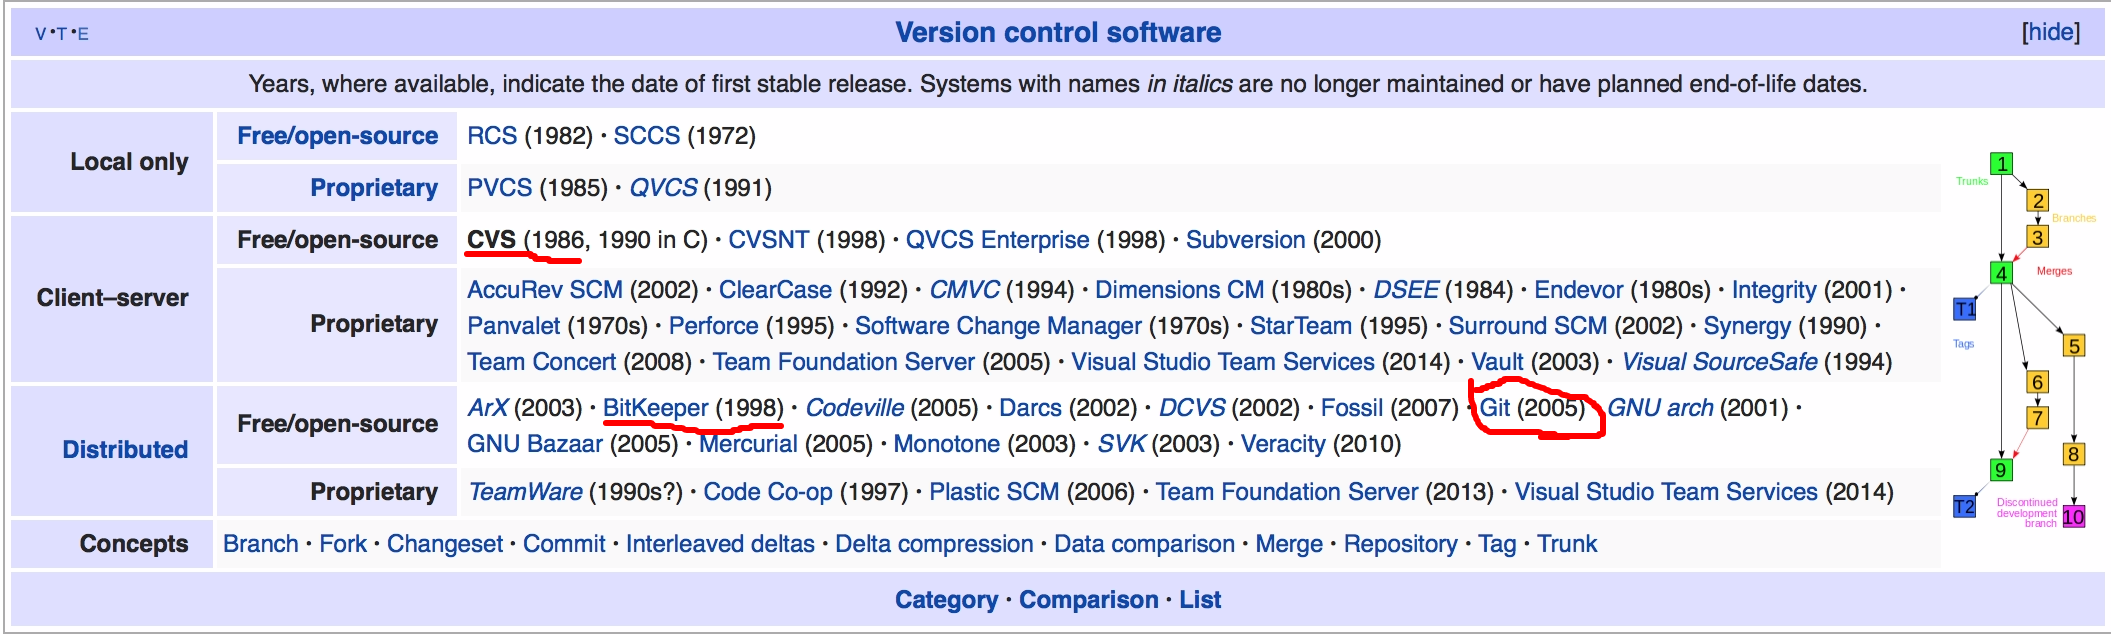 V·T·E
Version control software
[hide]
Years, where available, indicate the date of first stable release. Systems with names in italics are no longer maintained or have planned end-of-life dates.
Local only
Free/open-source
RCS (1982) · SCCS (1972)
Proprietary
PVCS (1985) · QVCS (1991)
Client–server
Free/open-source
CVS (1986, 1990 in C) · CVSNT (1998) · QVCS Enterprise (1998) · Subversion (2000)
Proprietary
AccuRev SCM (2002) · ClearCase (1992) · CMVC (1994) · Dimensions CM (1980s) · DSEE (1984) · Endevor (1980s) · Integrity (2001) ·
Panvalet (1970s) · Perforce (1995) · Software Change Manager (1970s) · StarTeam (1995) · Surround SCM (2002) · Synergy (1990) ·
Team Concert (2008) · Team Foundation Server (2005) · Visual Studio Team Services (2014) · Vault (2003) · Visual SourceSafe (1994)
Distributed
Free/open-source
ArX (2003) · BitKeeper (1998) · Codeville (2005) · Darcs (2002) · DCVS (2002) · Fossil (2007) · Git (2005) · GNU arch (2001) ·
GNU Bazaar (2005) · Mercurial (2005) · Monotone (2003) · SVK (2003) · Veracity (2010)
Proprietary
TeamWare (1990s?) · Code Co-op (1997) · Plastic SCM (2006) · Team Foundation Server (2013) · Visual Studio Team Services (2014)
Concepts
Branch · Fork · Changeset · Commit · Interleaved deltas · Delta compression · Data comparison · Merge · Repository · Tag · Trunk
Category · Comparison · List
1
Trunks
2
Branches
3
4
Merges
T1
Tags
5
6
7
8
9
T2
Discontinued
development
branch
10